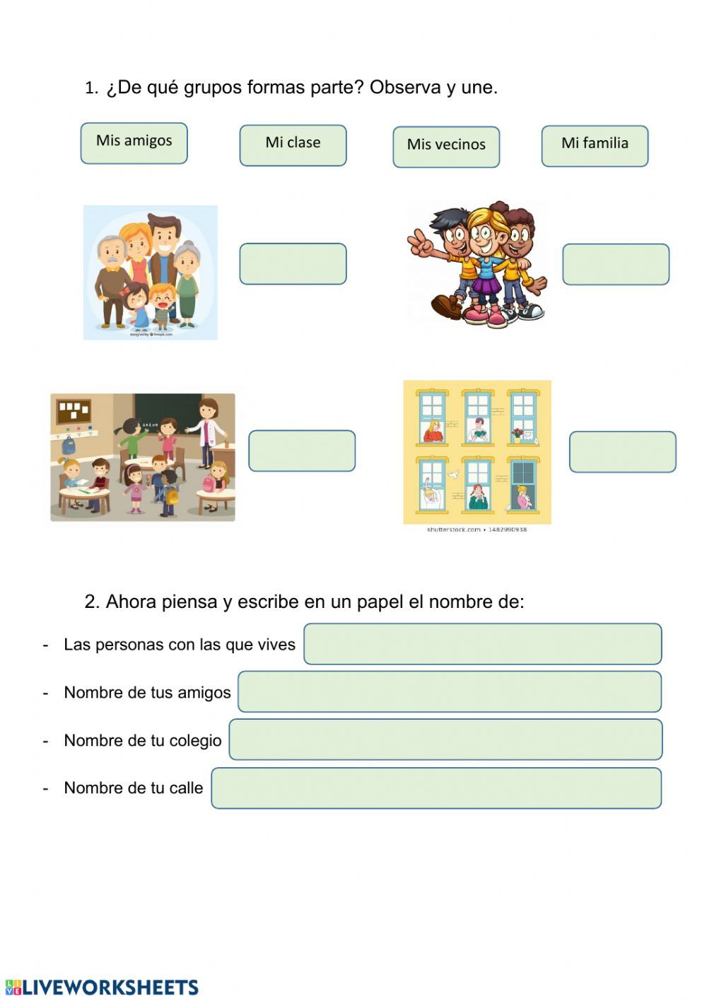 1. ¿De qué grupos formas parte? Observa y une.
Mis amigos
Mi clase
Mis vecinos
Mi familia
designed by freepik.com
shutterstock.com • 1482990938
2. Ahora piensa y escribe en un papel el nombre de:
- Las personas con las que vives
- Nombre de tus amigos
- Nombre de tu colegio
- Nombre de tu calle
LIVE LIVEWORKSHEETS